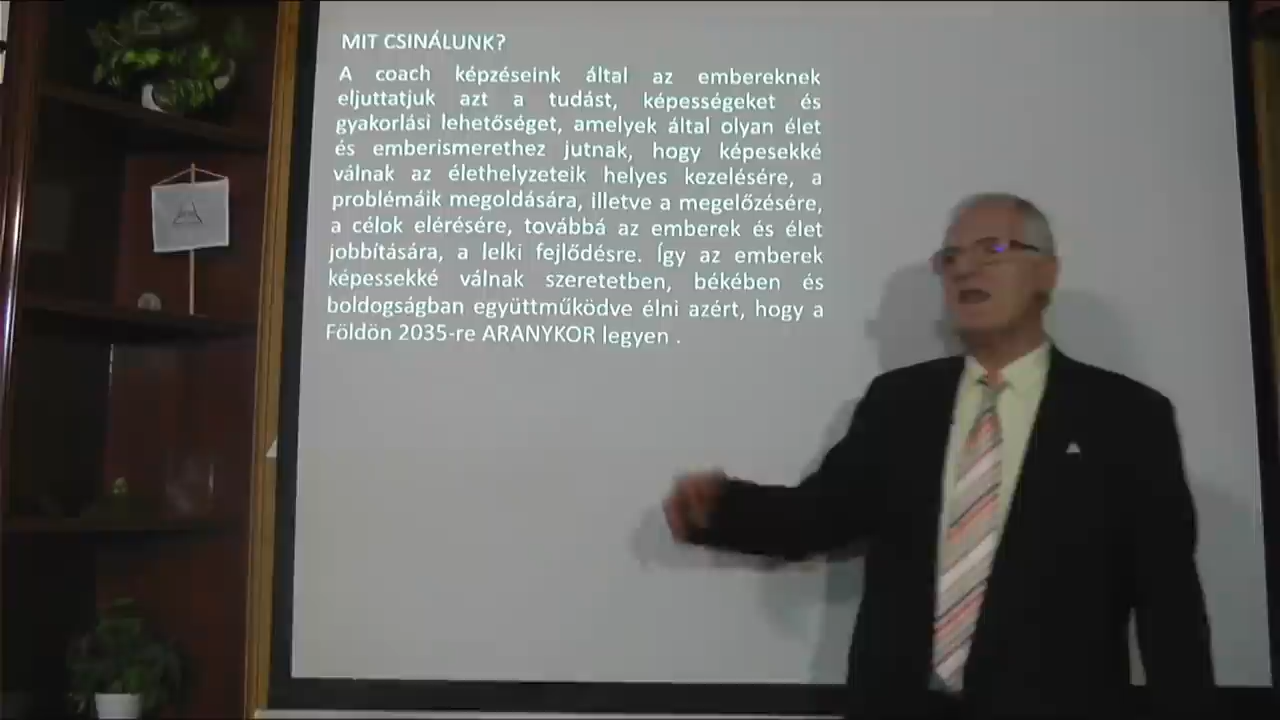 MIT CSINÁLUNK?
A coach képzéseink által az embereknek
eljuttatjuk azt a tudást, képességeket és
gyakorlási lehetőséget, amelyek által olyan élet
és emberismerethez jutnak, hogy képesekké
válnak az élethelyzeteik helyes kezelésére, a
problémáik megoldására, illetve a megelőzésére,
a célok elérésére, továbbá az emberek és élet
jobbítására, a lelki fejlődésre. Így az emberek
képessekké válnak szeretetben, békében és
boldogságban együttműködve élni azért, hogy a
Földön 2035-re ARANYKOR legyen .